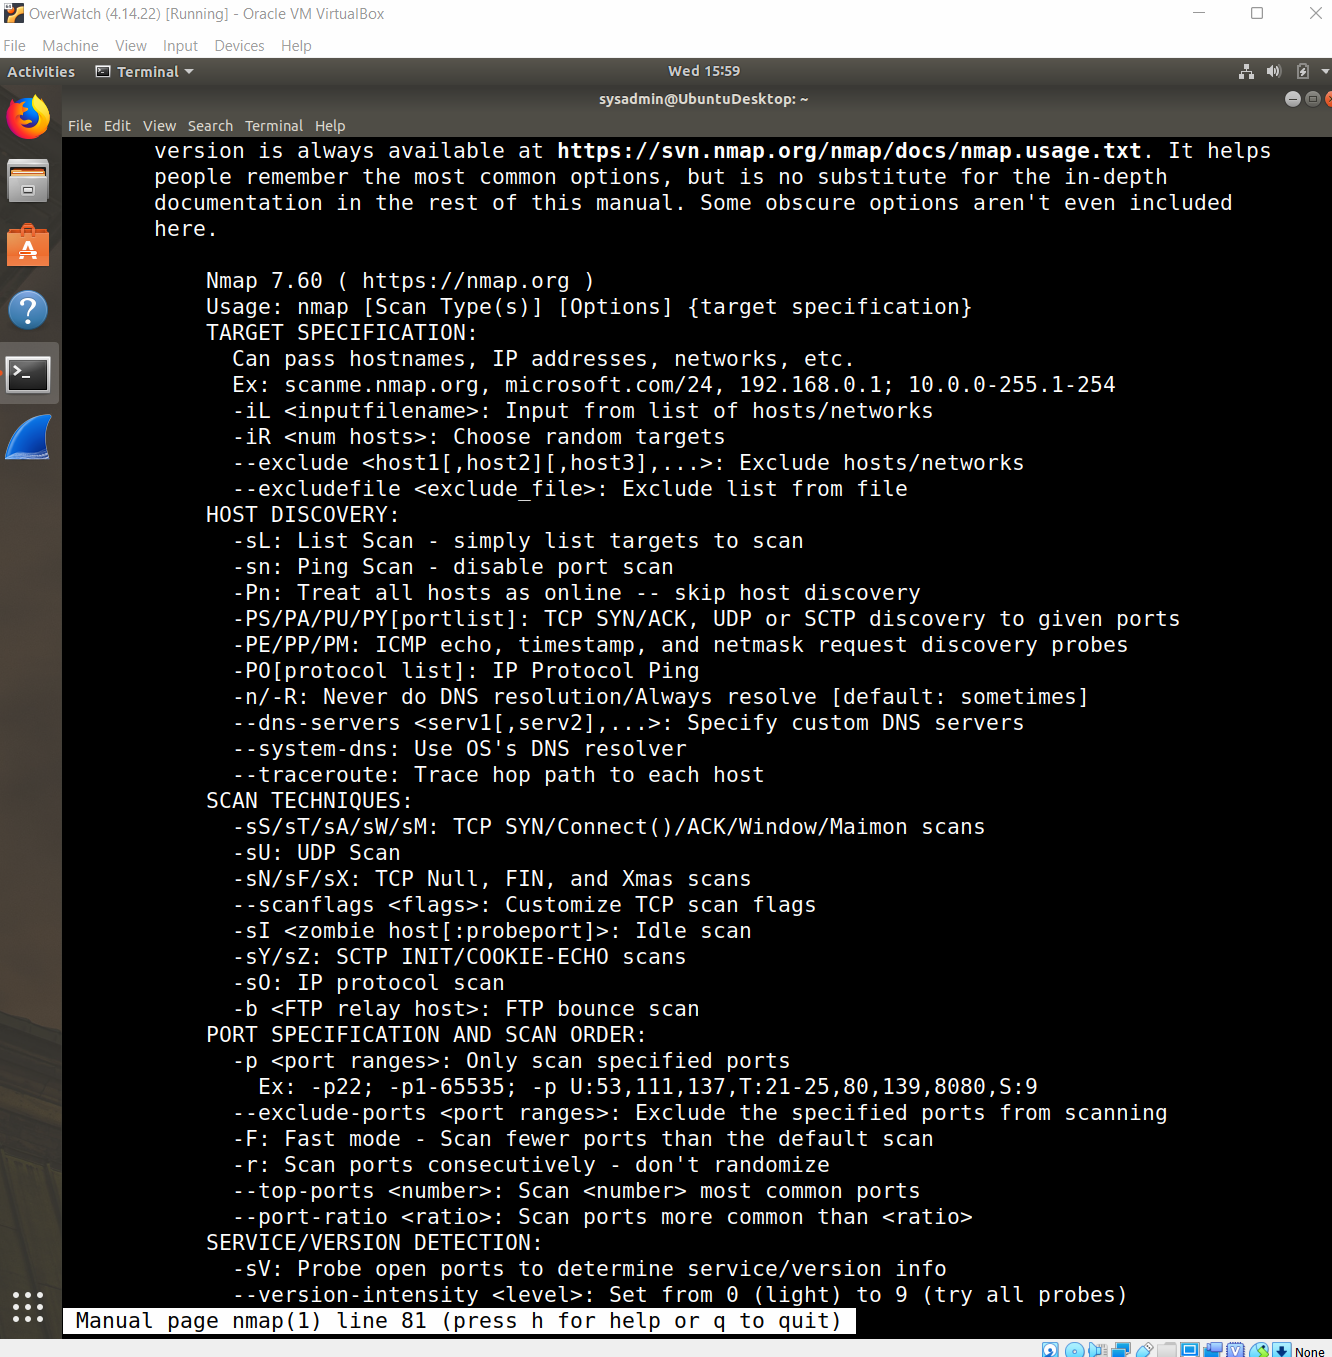 OverWatch (4.14.22) [Running] - Oracle VM VirtualBox
File Machine View Input Devices Help
Activities Terminal Wed 15:59
sysadmin@UbuntuDesktop: ~
File Edit View Search Terminal Help
version is always available at https://svn.nmap.org/nmap/docs/nmap.usage.txt. It helps
people remember the most common options, but is no substitute for the in-depth
documentation in the rest of this manual. Some obscure options aren't even included
here.
Nmap 7.60 ( https://nmap.org )
Usage: nmap [Scan Type(s)] [Options] {target specification}
TARGET SPECIFICATION:
Can pass hostnames, IP addresses, networks, etc.
Ex: scanme.nmap.org, microsoft.com/24, 192.168.0.1; 10.0.0-255.1-254
-iL <inputfilename>: Input from list of hosts/networks
-iR <num hosts>: Choose random targets
--exclude <host1[,host2][,host3],...>: Exclude hosts/networks
--excludefile <exclude_file>: Exclude list from file
HOST DISCOVERY:
-sL: List Scan - simply list targets to scan
-sn: Ping Scan - disable port scan
-Pn: Treat all hosts as online -- skip host discovery
-PS/PA/PU/PY[portlist]: TCP SYN/ACK, UDP or SCTP discovery to given ports
-PE/PP/PM: ICMP echo, timestamp, and netmask request discovery probes
-PO[protocol list]: IP Protocol Ping
-n/-R: Never do DNS resolution/Always resolve [default: sometimes]
--dns-servers <serv1[,serv2],...>: Specify custom DNS servers
--system-dns: Use OS's DNS resolver
--traceroute: Trace hop path to each host
SCAN TECHNIQUES:
-sS/sT/sA/sW/sM: TCP SYN/Connect()/ACK/Window/Maimon scans
-sU: UDP Scan
-sN/sF/sX: TCP Null, FIN, and Xmas scans
--scanflags <flags>: Customize TCP scan flags
-sI <zombie host[:probeport]>: Idle scan
-sY/sZ: SCTP INIT/COOKIE-ECHO scans
-sO: IP protocol scan
-b <FTP relay host>: FTP bounce scan
PORT SPECIFICATION AND SCAN ORDER:
-p <port ranges>: Only scan specified ports
Ex: -p22; -p1-65535; -p U:53,111,137,T:21-25,80,139,8080,S:9
--exclude-ports <port ranges>: Exclude the specified ports from scanning
-F: Fast mode - Scan fewer ports than the default scan
-r: Scan ports consecutively - don't randomize
--top-ports <number>: Scan <number> most common ports
--port-ratio <ratio>: Scan ports more common than <ratio>
SERVICE/VERSION DETECTION:
-sV: Probe open ports to determine service/version info
--version-intensity <level>: Set from 0 (light) to 9 (try all probes)
Manual page nmap(1) line 81 (press h for help or q to quit)
None